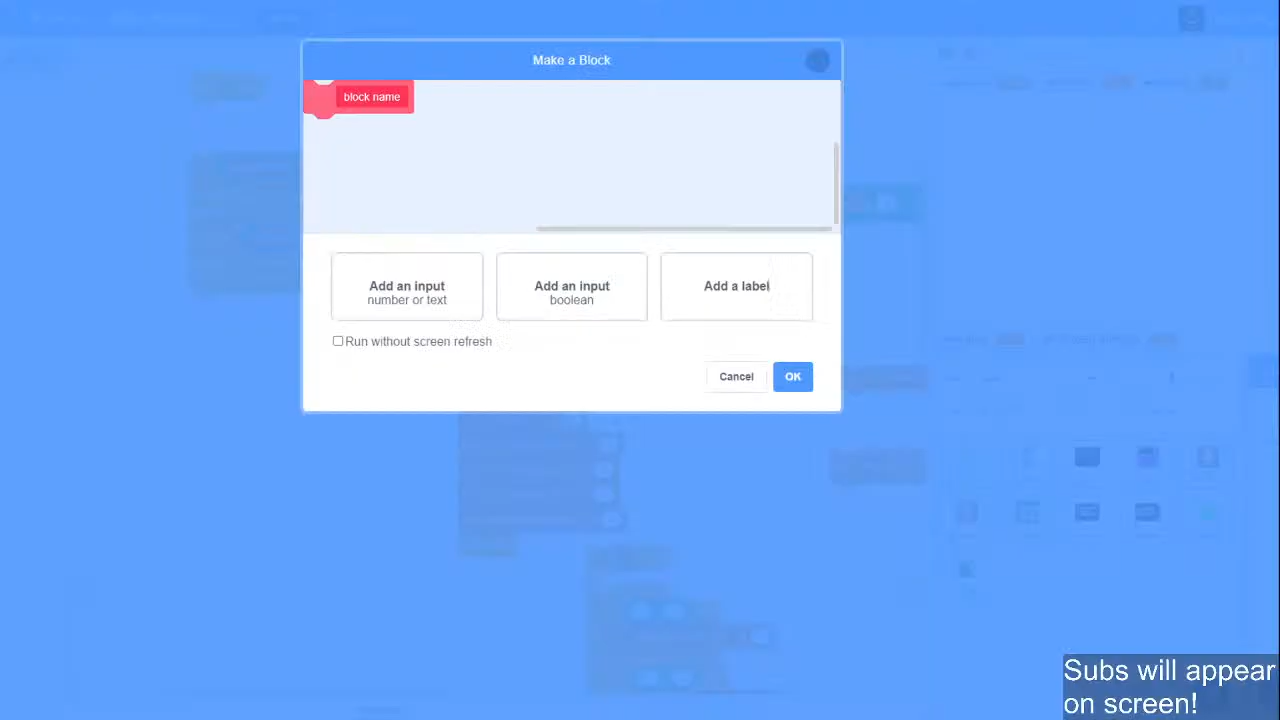 Make a Block
block name
Add an input
number or text
Add an input
boolean
Add a label
Run without screen refresh
Cancel
OK
Subs will appear
on screen!